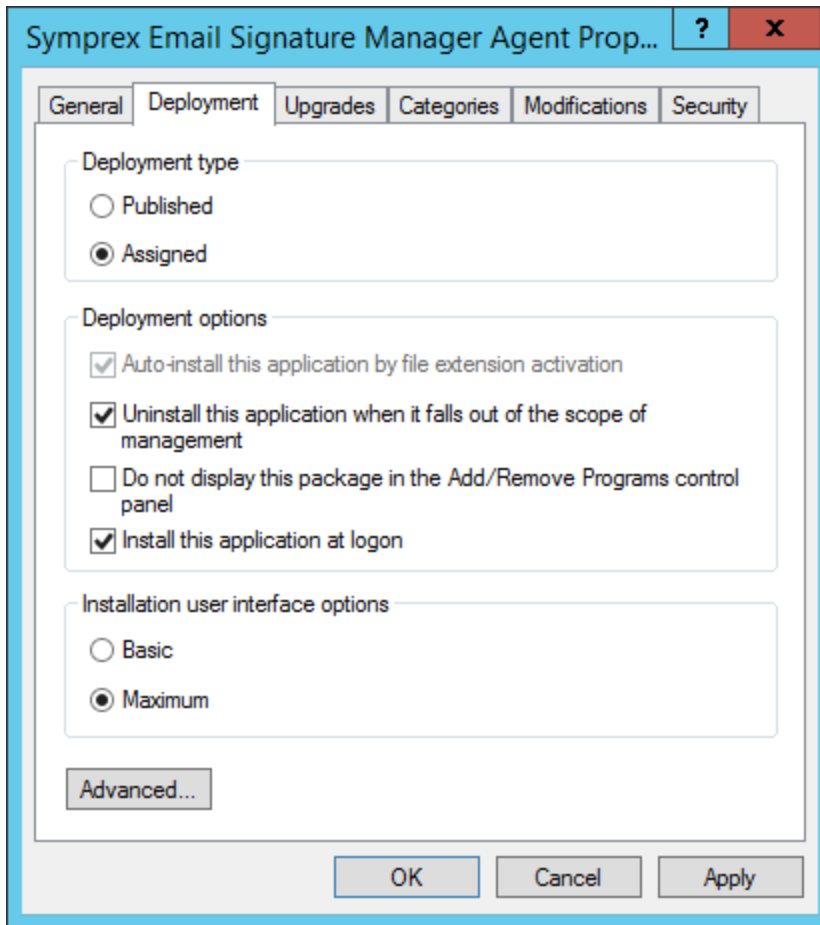 Symprex Email Signature Manager Agent Prop... ? x
General Deployment Upgrades Categories Modifications Security
Deployment type
Published
Assigned
Deployment options
Auto-install this application by file extension activation
Uninstall this application when it falls out of the scope of
management
Do not display this package in the Add/Remove Programs control
panel
Install this application at logon
Installation user interface options
Basic
Maximum
Advanced...
OK Cancel Apply